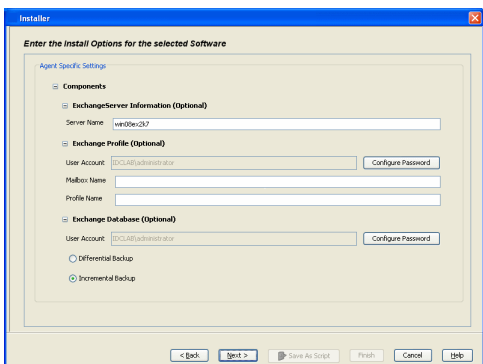 Installer
Enter the Install Options for the selected Software
Agent Specific Settings
Components
ExchangeServer Information (Optional)
Server Name win08ex2k7
Exchange Profile (Optional)
User Account IDCLAB\administrator Configure Password
Mailbox Name
Profile Name
Exchange Database (Optional)
User Account IDCLAB\administrator Configure Password
Differential Backup
Incremental Backup
< Back Next > Save As Script Finish Cancel Help